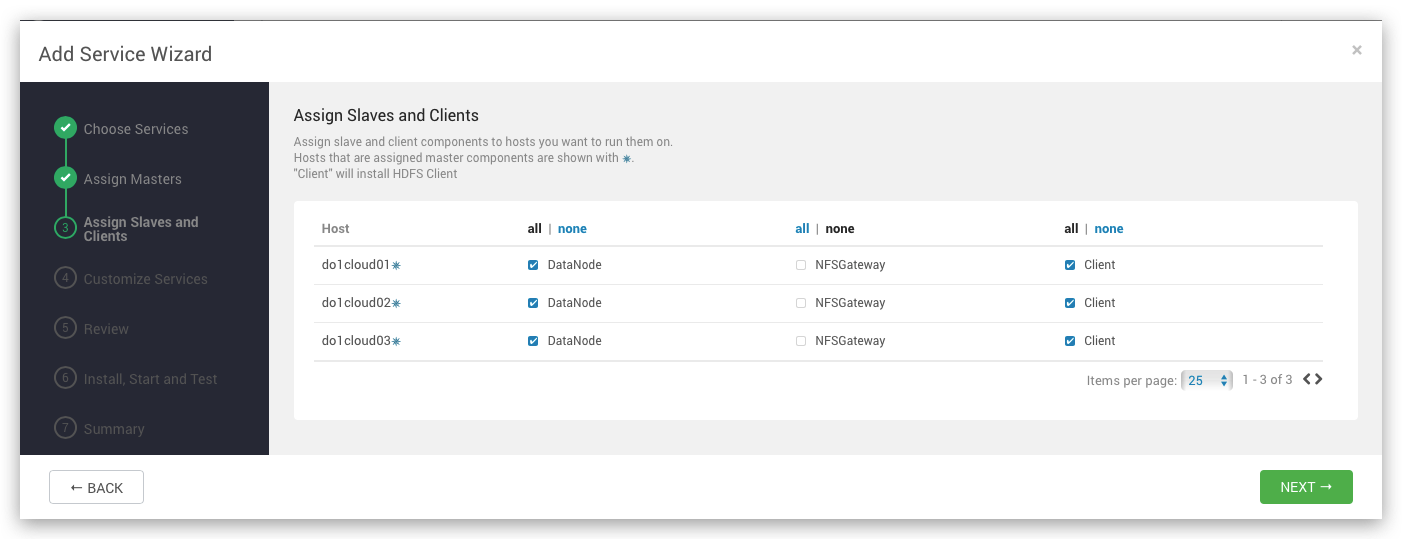 Add Service Wizard
×
Choose Services
Assign Masters
3 Assign Slaves and
Clients
4 Customize Services
5 Review
6 Install, Start and Test
7 Summary
Assign Slaves and Clients
Assign slave and client components to hosts you want to run them on.
Hosts that are assigned master components are shown with ✷.
"Client" will install HDFS Client
Host all | none all | none all | none
do1cloud01✷ DataNode NFSGateway Client
do1cloud02✷ DataNode NFSGateway Client
do1cloud03✷ DataNode NFSGateway Client
Items per page: 25 1 - 3 of 3
← BACK
NEXT →